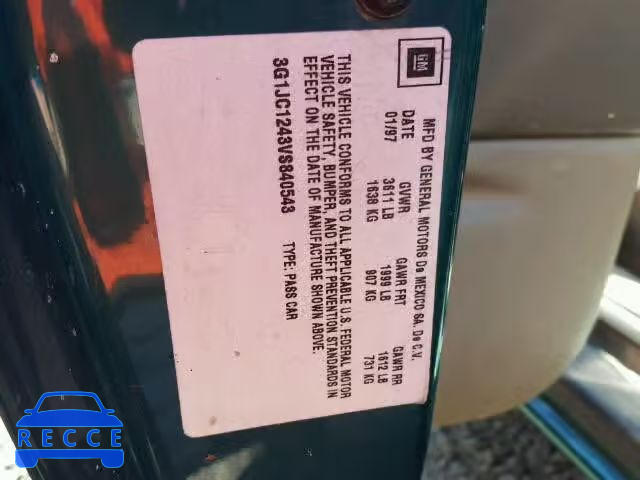 GM
MFD BY GENERAL MOTORS De MEXICO SA. De C.V.
DATE GVWR GAWR FRT GAWR RR
01/97 3611 LB 1999 LB 1612 LB
1638 KG 907 KG 731 KG
THIS VEHICLE CONFORMS TO ALL APPLICABLE U.S. FEDERAL MOTOR
VEHICLE SAFETY, BUMPER, AND THEFT PREVENTION STANDARDS IN
EFFECT ON THE DATE OF MANUFACTURE SHOWN ABOVE.
3G1JC1243VS840543 TYPE: PASS CAR
RECCE